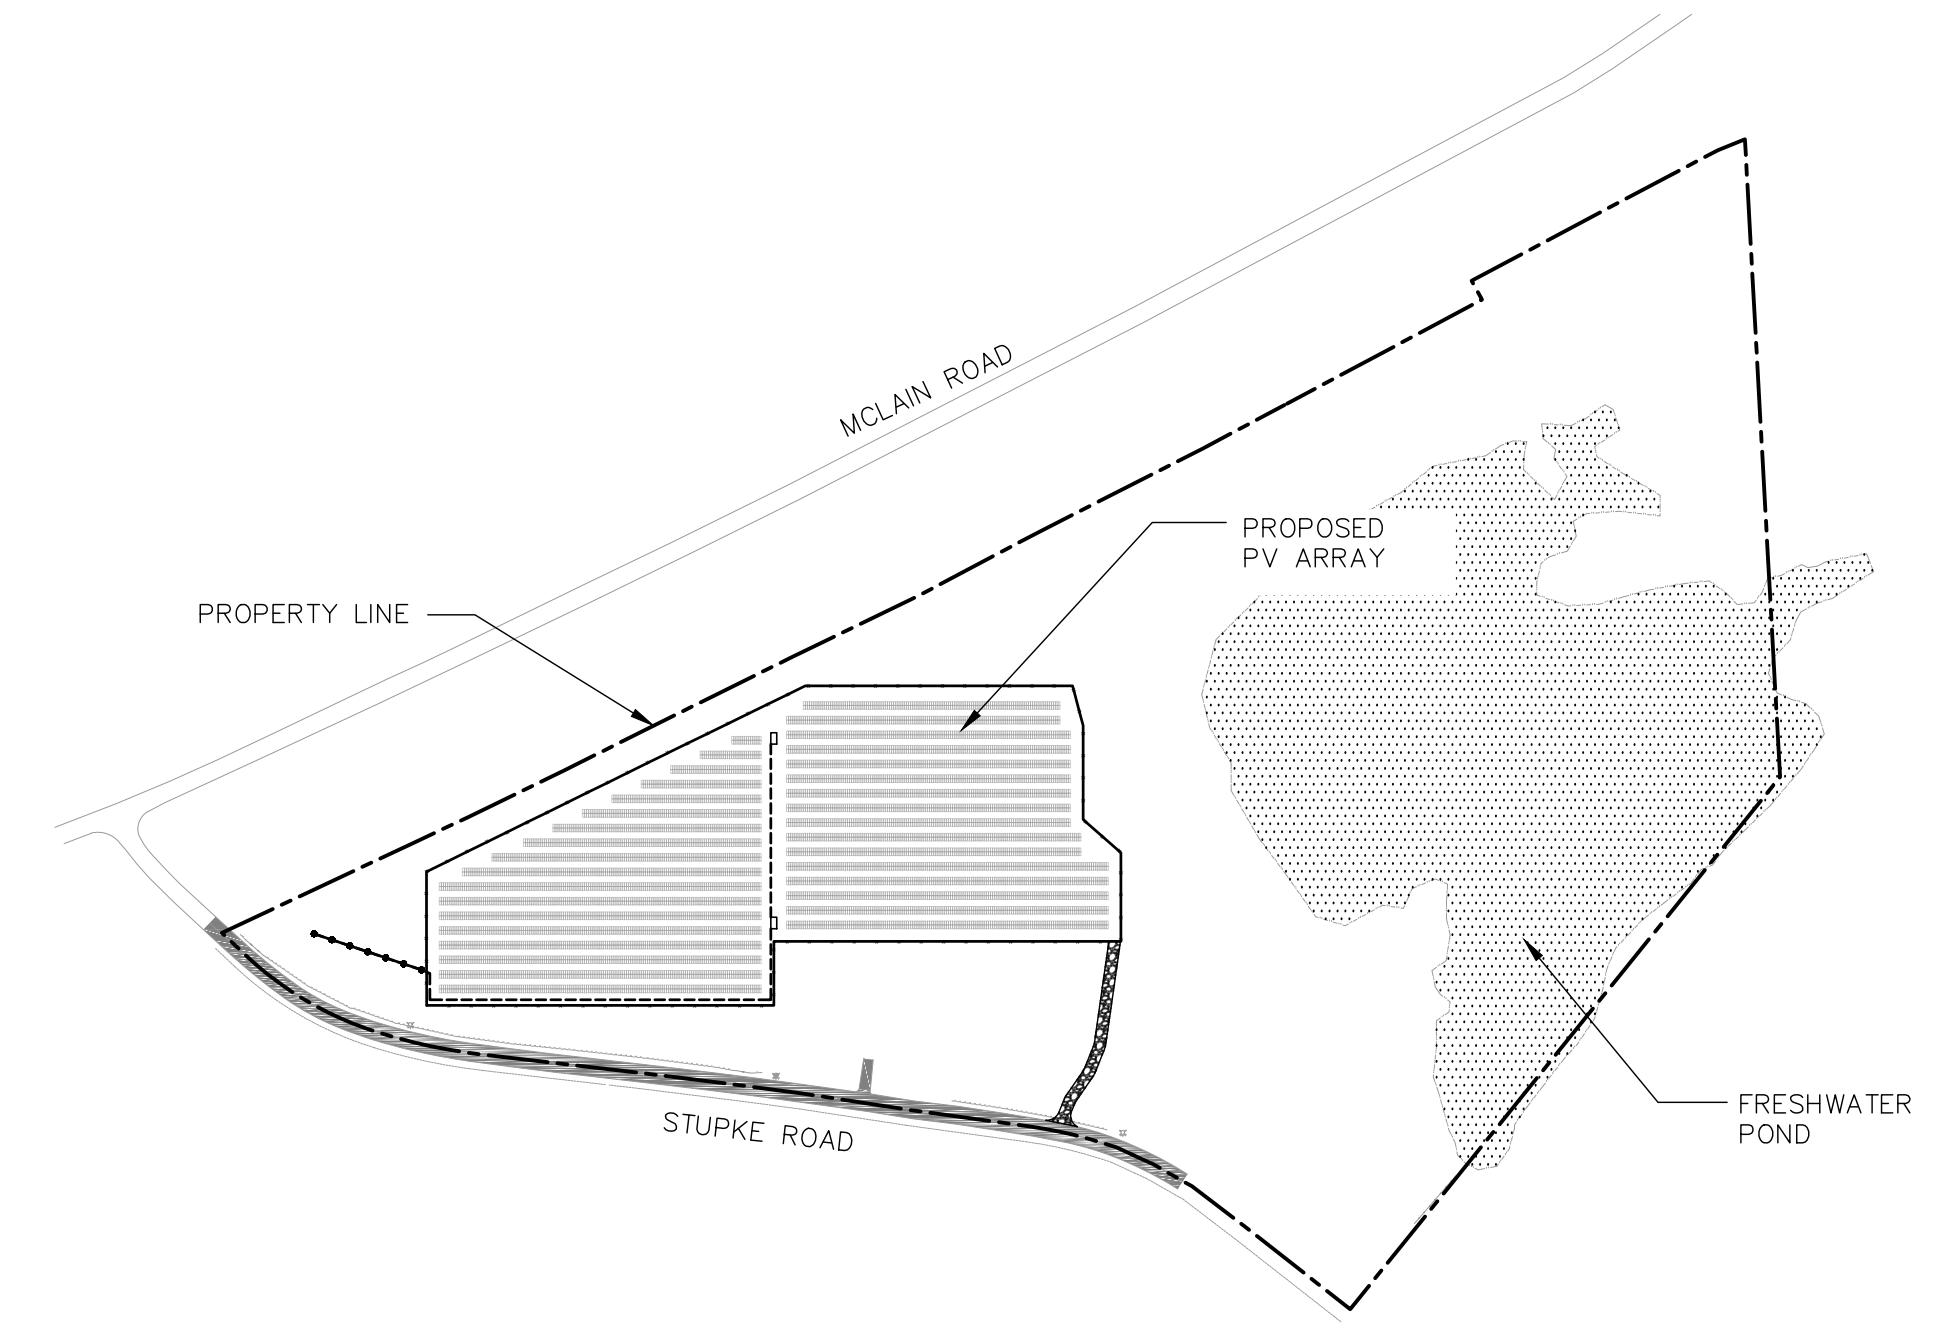 MCLAIN ROAD
PROPOSED
PV ARRAY
PROPERTY LINE
FRESHWATER
POND
STUPKE ROAD